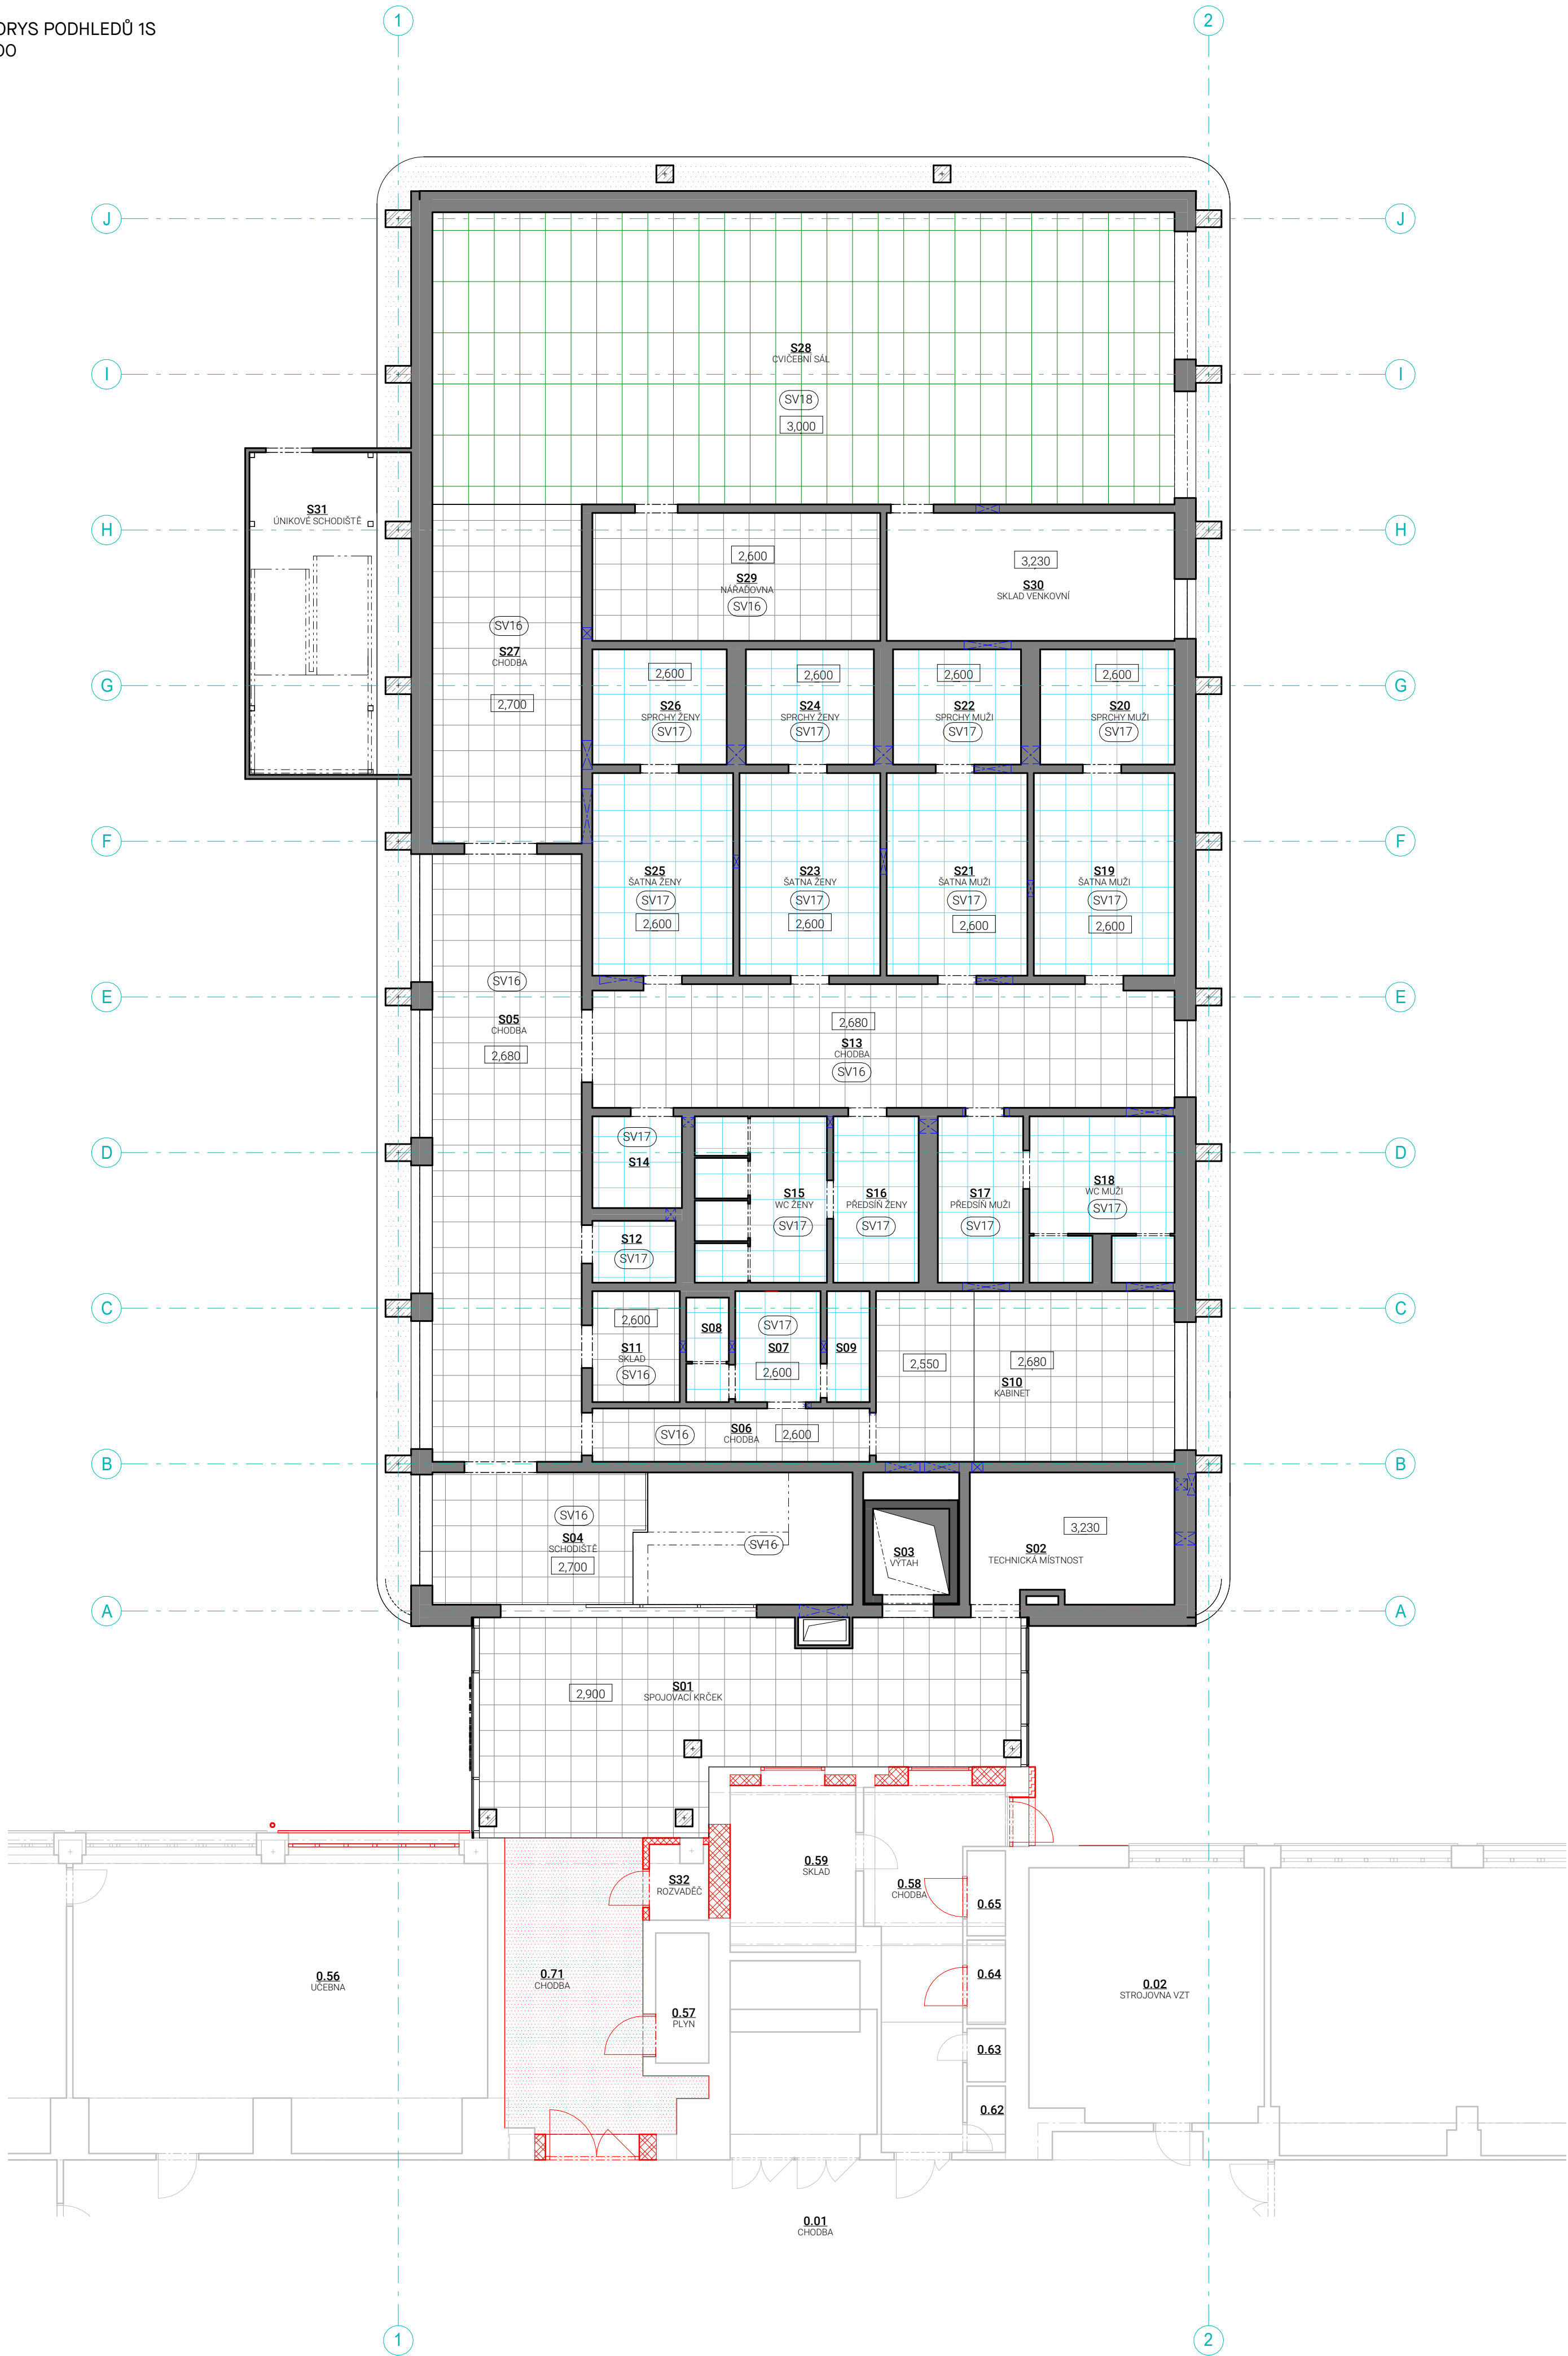 ORYS PODHLEDŮ 1S
00
1
2
J
J
S28
CVIČEBNÍ SÁL
I
I
SV18
3,000
S31
ÚNIKOVÉ SCHODIŠTĚ
H
H
2,600
S29
NÁŘAĎOVNA
SV16
3,230
S30
SKLAD VENKOVNÍ
SV16
S27
CHODBA
2,700
G
G
2,600
S26
SPRCHY ŽENY
SV17
2,600
S24
SPRCHY ŽENY
SV17
2,600
S22
SPRCHY MUŽI
SV17
2,600
S20
SPRCHY MUŽI
SV17
F
F
S25
ŠATNA ŽENY
SV17
2,600
S23
ŠATNA ŽENY
SV17
2,600
S21
ŠATNA MUŽI
SV17
2,600
S19
ŠATNA MUŽI
SV17
2,600
E
E
SV16
S05
CHODBA
2,680
2,680
S13
CHODBA
SV16
D
D
SV17
S14
S15
WC ŽENY
SV17
S16
PŘEDSÍŇ ŽENY
SV17
S17
PŘEDSÍŇ MUŽI
SV17
S18
WC MUŽI
SV17
S12
SV17
C
C
2,600
S11
SKLAD
SV16
S08
SV17
S07
2,600
S09
2,550
2,680
S10
KABINET
SV16
S06
CHODBA
2,600
B
B
SV16
S04
SCHODIŠTĚ
2,700
SV16
S03
VÝTAH
3,230
S02
TECHNICKÁ MÍSTNOST
A
A
2,900
S01
SPOJOVACÍ KRČEK
S32
ROZVADĚČ
0.59
SKLAD
0.58
CHODBA
0.65
0.56
UČEBNA
0.71
CHODBA
0.64
0.02
STROJOVNA VZT
0.57
PLYN
0.63
0.62
0.01
CHODBA
1
2